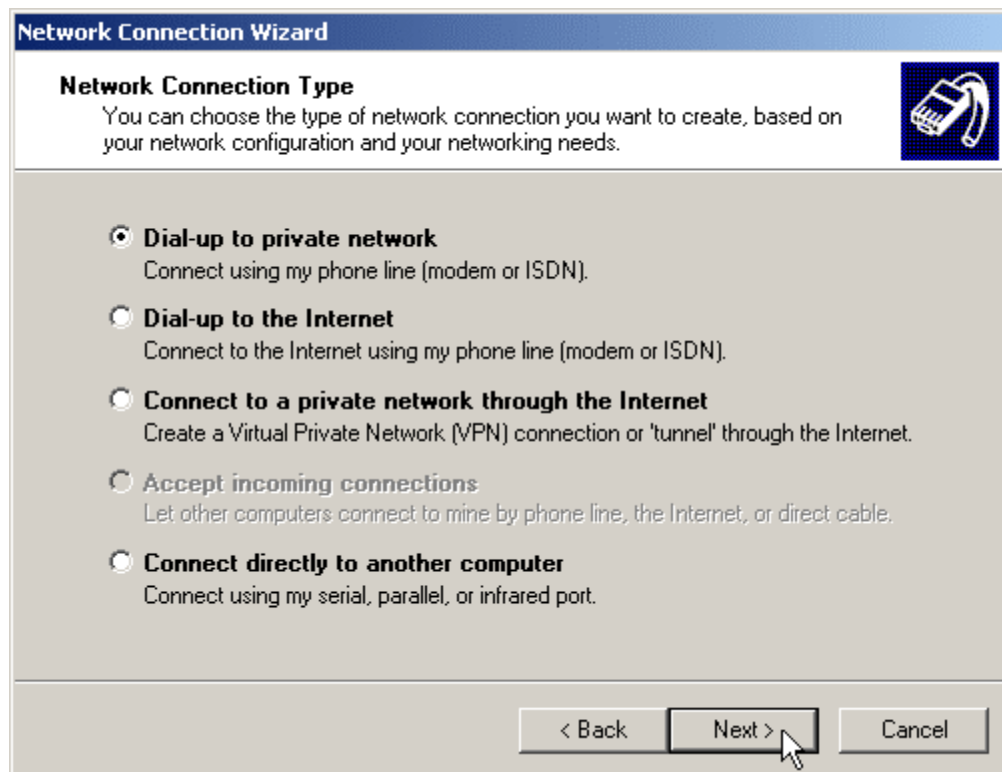 Network Connection Wizard
Network Connection Type
You can choose the type of network connection you want to create, based on
your network configuration and your networking needs.
Dial-up to private network
Connect using my phone line (modem or ISDN).
Dial-up to the Internet
Connect to the Internet using my phone line (modem or ISDN).
Connect to a private network through the Internet
Create a Virtual Private Network (VPN) connection or 'tunnel' through the Internet.
Accept incoming connections
Let other computers connect to mine by phone line, the Internet, or direct cable.
Connect directly to another computer
Connect using my serial, parallel, or infrared port.
< Back Next > Cancel